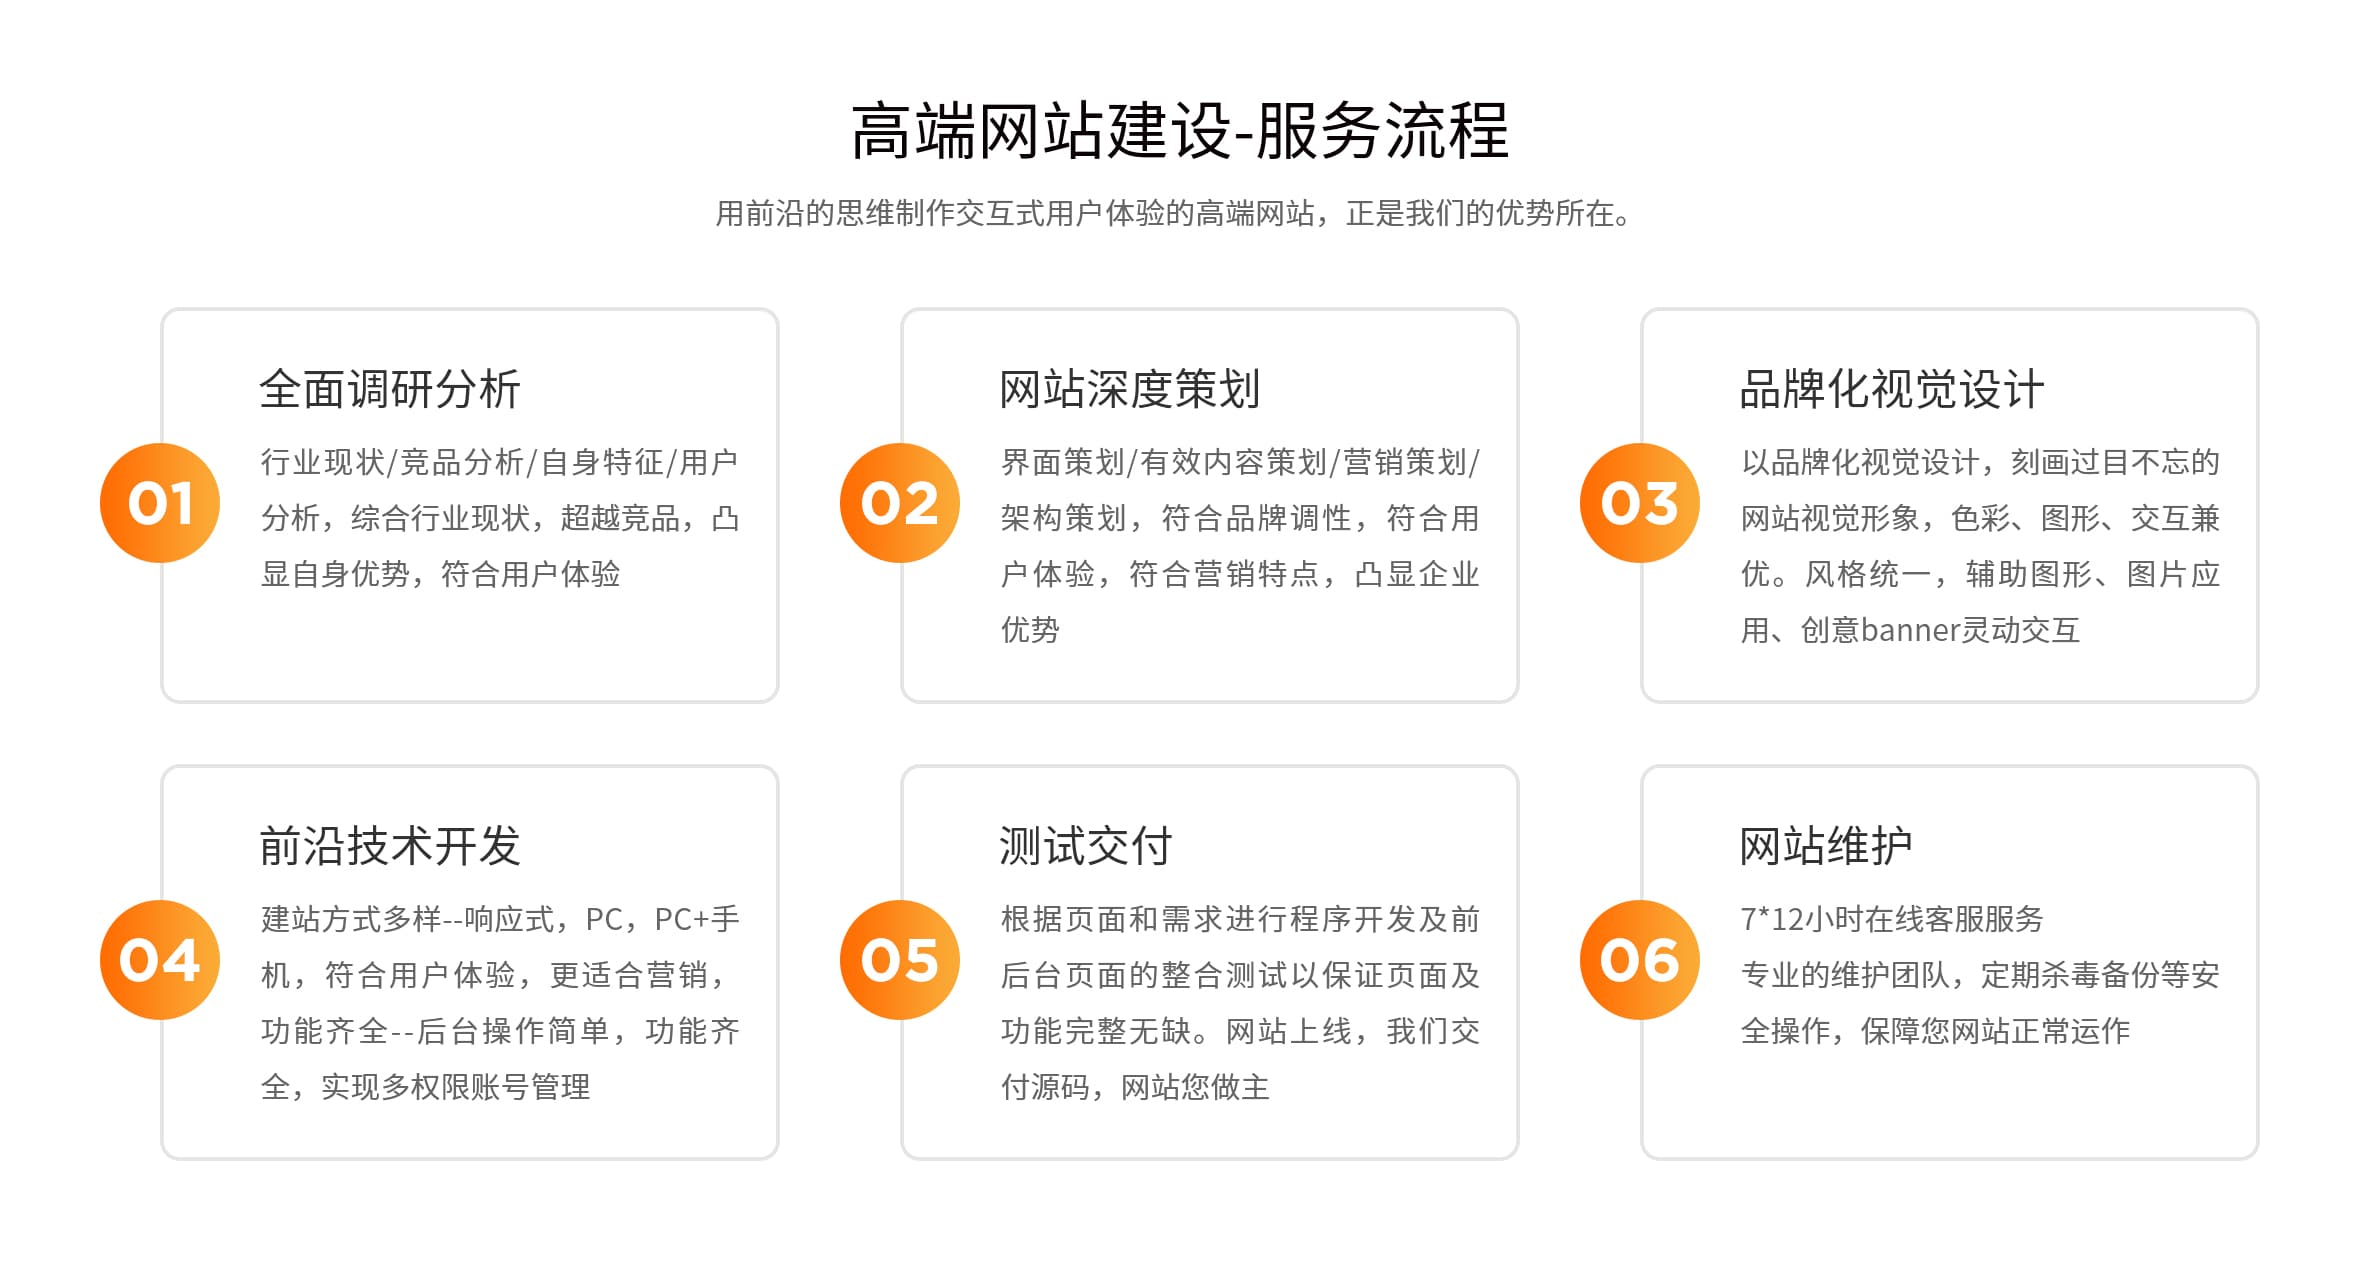 高端网站建设-服务流程
用前沿的思维制作交互式用户体验的高端网站，正是我们的优势所在。
01
全面调研分析
行业现状/竞品分析/自身特征/用户
分析，综合行业现状，超越竞品，凸
显自身优势，符合用户体验
02
网站深度策划
界面策划/有效内容策划/营销策划/
架构策划，符合品牌调性，符合用
户体验，符合营销特点，凸显企业
优势
03
品牌化视觉设计
以品牌化视觉设计，刻画过目不忘的
网站视觉形象，色彩、图形、交互兼
优。风格统一，辅助图形、图片应
用、创意banner灵动交互
04
前沿技术开发
建站方式多样--响应式，PC，PC+手
机，符合用户体验，更适合营销，
功能齐全--后台操作简单，功能齐
全，实现多权限账号管理
05
测试交付
根据页面和需求进行程序开发及前
后台页面的整合测试以保证页面及
功能完整无缺。网站上线，我们交
付源码，网站您做主
06
网站维护
7*12小时在线客服服务
专业的维护团队，定期杀毒备份等安
全操作，保障您网站正常运作